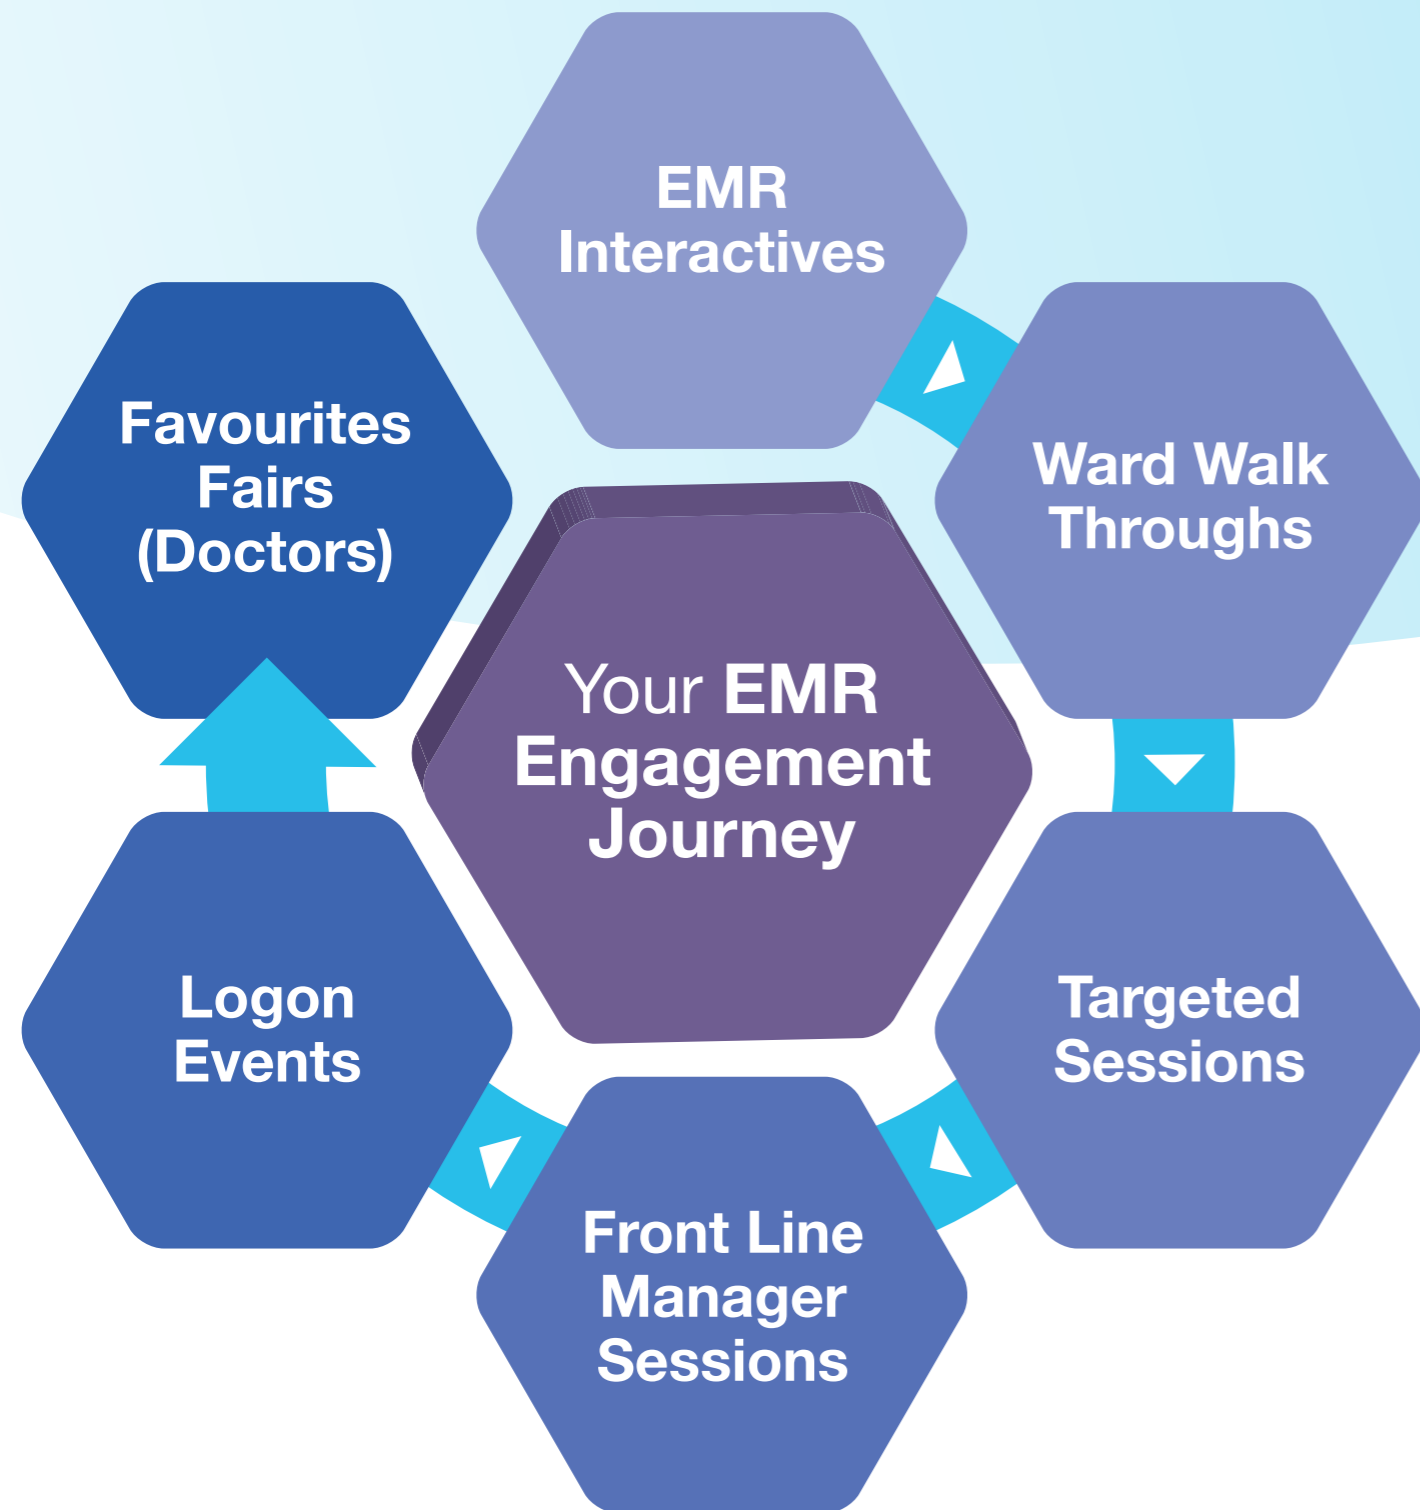 EMR
Interactives
Ward Walk
Throughs
Targeted
Sessions
Front Line
Manager
Sessions
Logon
Events
Favourites
Fairs
(Doctors)
Your EMR
Engagement
Journey